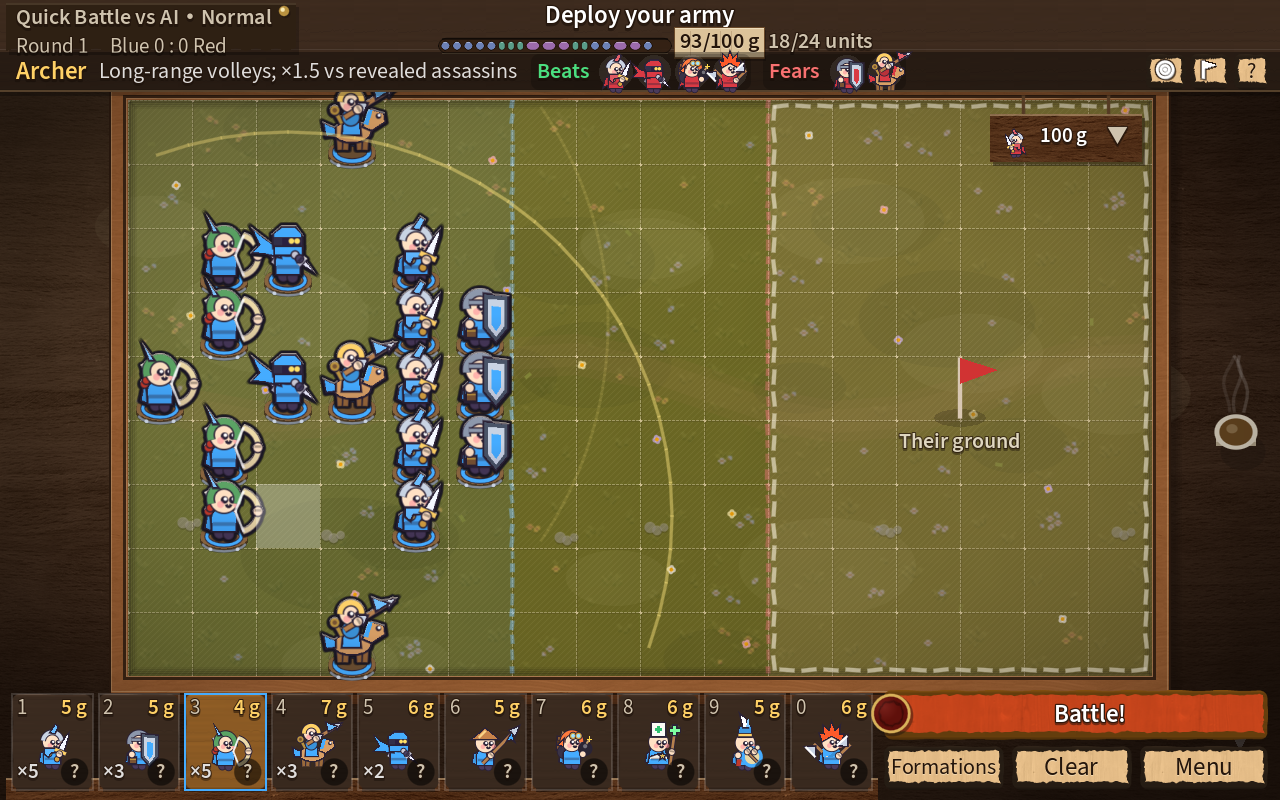 Quick Battle vs AI • Normal
Round 1 Blue 0 : 0 Red
Deploy your army
93/100 g 18/24 units
Archer Long-range volleys; ×1.5 vs revealed assassins Beats Fears
?
100 g
Their ground
1 5 g ×5 ?
2 5 g ×3 ?
3 4 g ×5 ?
4 7 g ×3 ?
5 6 g ×2 ?
6 5 g ?
7 6 g ?
8 6 g ?
9 5 g ?
0 6 g ?
Battle!
Formations Clear Menu